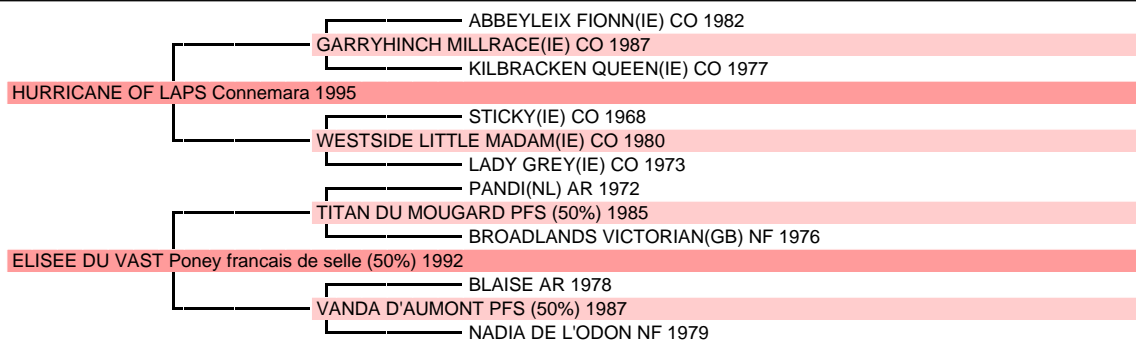 ABBEYLEIX FIONN(IE) CO 1982
GARRYHINCH MILLRACE(IE) CO 1987
KILBRACKEN QUEEN(IE) CO 1977
HURRICANE OF LAPS Connemara 1995
STICKY(IE) CO 1968
WESTSIDE LITTLE MADAM(IE) CO 1980
LADY GREY(IE) CO 1973
PANDI(NL) AR 1972
TITAN DU MOUGARD PFS (50%) 1985
BROADLANDS VICTORIAN(GB) NF 1976
ELISEE DU VAST Poney francais de selle (50%) 1992
BLAISE AR 1978
VANDA D'AUMONT PFS (50%) 1987
NADIA DE L'ODON NF 1979